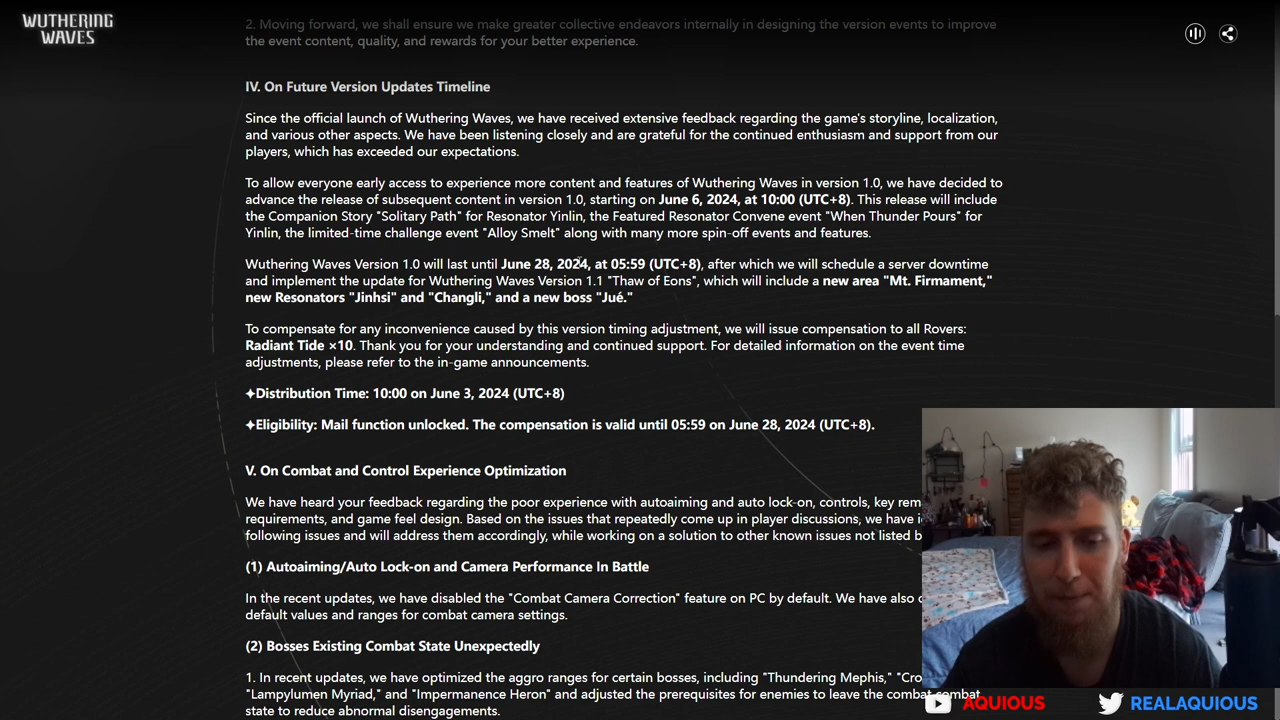 WUTHERING
WAVES
2. Moving forward, we shall ensure we make greater collective endeavors internally in designing the version events to improve
the event content, quality, and rewards for your better experience.
IV. On Future Version Updates Timeline
Since the official launch of Wuthering Waves, we have received extensive feedback regarding the game's storyline, localization,
and various other aspects. We have been listening closely and are grateful for the continued enthusiasm and support from our
players, which has exceeded our expectations.
To allow everyone early access to experience more content and features of Wuthering Waves in version 1.0, we have decided to
advance the release of subsequent content in version 1.0, starting on June 6, 2024, at 10:00 (UTC+8). This release will include
the Companion Story "Solitary Path" for Resonator Yinlin, the Featured Resonator Convene event "When Thunder Pours" for
Yinlin, the limited-time challenge event "Alloy Smelt" along with many more spin-off events and features.
Wuthering Waves Version 1.0 will last until June 28, 2024, at 05:59 (UTC+8), after which we will schedule a server downtime
and implement the update for Wuthering Waves Version 1.1 "Thaw of Eons", which will include a new area "Mt. Firmament,"
new Resonators "Jinhsi" and "Changli," and a new boss "Jué."
To compensate for any inconvenience caused by this version timing adjustment, we will issue compensation to all Rovers:
Radiant Tide ×10. Thank you for your understanding and continued support. For detailed information on the event time
adjustments, please refer to the in-game announcements.
✦Distribution Time: 10:00 on June 3, 2024 (UTC+8)
✦Eligibility: Mail function unlocked. The compensation is valid until 05:59 on June 28, 2024 (UTC+8).
V. On Combat and Control Experience Optimization
We have heard your feedback regarding the poor experience with autoaiming and auto lock-on, controls, key rem
requirements, and game feel design. Based on the issues that repeatedly come up in player discussions, we have i
following issues and will address them accordingly, while working on a solution to other known issues not listed b
(1) Autoaiming/Auto Lock-on and Camera Performance In Battle
In the recent updates, we have disabled the "Combat Camera Correction" feature on PC by default. We have also
default values and ranges for combat camera settings.
(2) Bosses Existing Combat State Unexpectedly
1. In recent updates, we have optimized the aggro ranges for certain bosses, including "Thundering Mephis," "Cro
"Lampylumen Myriad," and "Impermanence Heron" and adjusted the prerequisites for enemies to leave the combat combat
state to reduce abnormal disengagements.
AQUIOUS
REALAQUIOUS